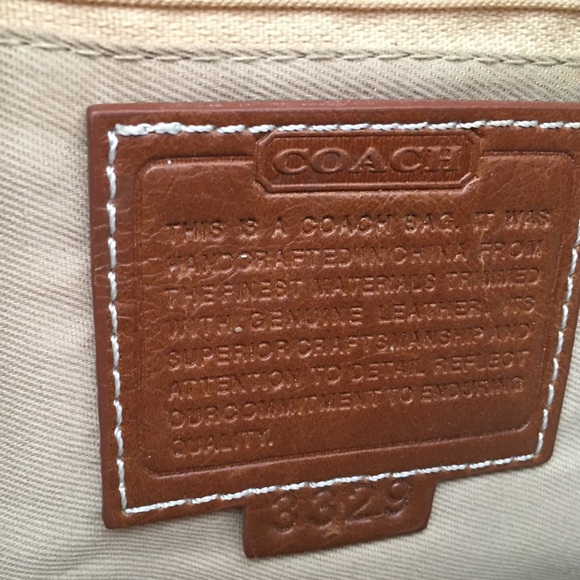 COACH
THIS IS A COACH BAG. IT WAS
HANDCRAFTED IN CHINA FROM
THE FINEST MATERIALS TRIMMED
WITH. GENUINE LEATHER. ITS
SUPERIOR CRAFTSMANSHIP AND
ATTENTION TO DETAIL REFLECT
OUR COMMITMENT TO ENDURING
QUALITY.
3329